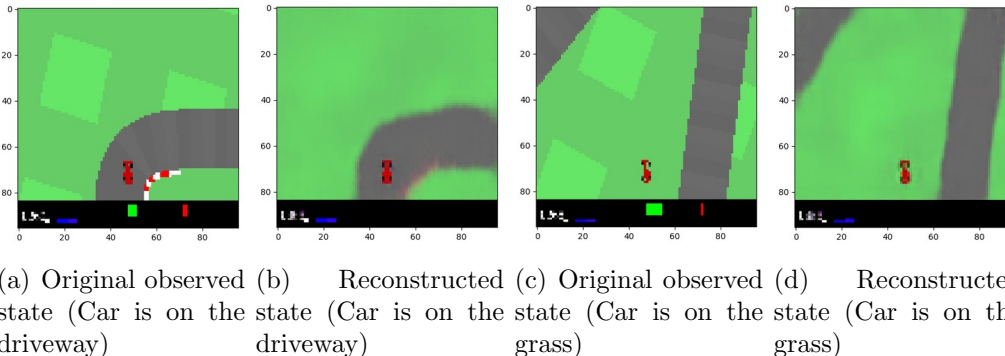 0
20
40
60
80
0 20 40 60 80
0
20
40
60
80
0 20 40 60 80
0
20
40
60
80
0 20 40 60 80
0
20
40
60
80
0 20 40 60 80
(a) Original observed
state (Car is on the
driveway)
(b) Reconstructed
state (Car is on the
driveway)
(c) Original observed
state (Car is on the
grass)
(d) Reconstructe
state (Car is on th
grass)